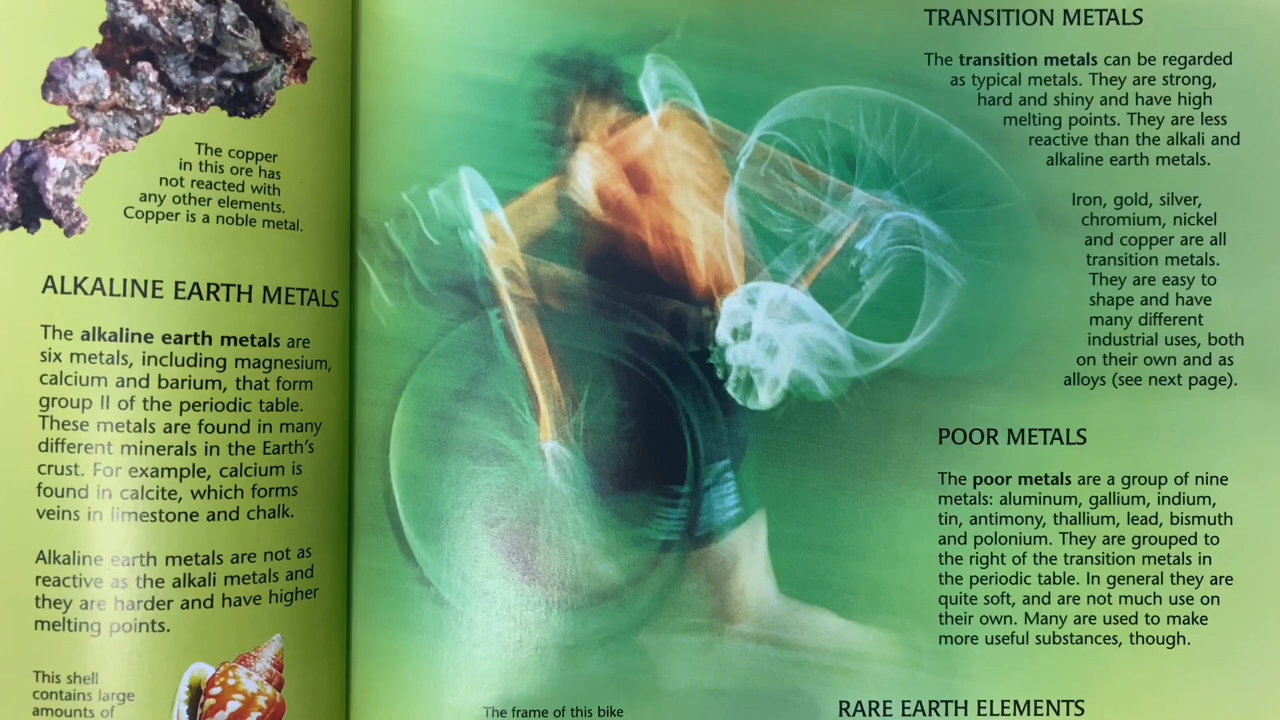 The copper
in this ore has
not reacted with
any other elements.
Copper is a noble metal.
ALKALINE EARTH METALS
The alkaline earth metals are
six metals, including magnesium,
calcium and barium, that form
group II of the periodic table.
These metals are found in many
different minerals in the Earth's
crust. For example, calcium is
found in calcite, which forms
veins in limestone and chalk.
Alkaline earth metals are not as
reactive as the alkali metals and
they are harder and have higher
melting points.
This shell
contains large
amounts of
The frame of this bike
TRANSITION METALS
The transition metals can be regarded
as typical metals. They are strong,
hard and shiny and have high
melting points. They are less
reactive than the alkali and
alkaline earth metals.
Iron, gold, silver,
chromium, nickel
and copper are all
transition metals.
They are easy to
shape and have
many different
industrial uses, both
on their own and as
alloys (see next page).
POOR METALS
The poor metals are a group of nine
metals: aluminum, gallium, indium,
tin, antimony, thallium, lead, bismuth
and polonium. They are grouped to
the right of the transition metals in
the periodic table. In general they are
quite soft, and are not much use on
their own. Many are used to make
more useful substances, though.
RARE EARTH ELEMENTS